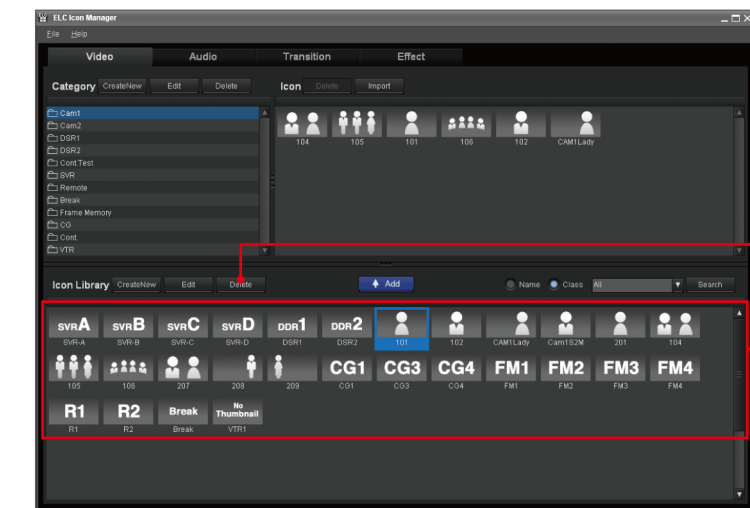 ELC Icon Manager
File Help
Video Audio Transition Effect
Category CreateNew Edit Delete Icon Delete Import
Cam1
Cam2
DSR1
DSR2
Cont.Test
SVR
Remote
Break
Frame Memory
CG
Cont
VTR
104 105 101 106 102 CAM1Lady
Icon Library CreateNew Edit Delete Add Name Class All Search
SVRA SVRB SVRC SVRD DDR1 DDR2
SVR-A SVR-B SVR-C SVR-D DSR1 DSR2 101 102 CAM1Lady Cam1S2M 201 104
CG1 CG3 CG4 FM1 FM2 FM3 FM4
105 106 207 208 209 CG1 CG3 CG4 FM1 FM2 FM3 FM4
R1 R2 Break No Thumbnail
R1 R2 Break VTR1